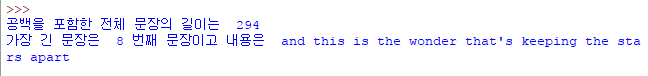 >>>
공백을 포함한 전체 문장의 길이는  294
가장 긴 문장은  8 번째 문장이고 내용은  and this is the wonder that's keeping the sta
rs apart